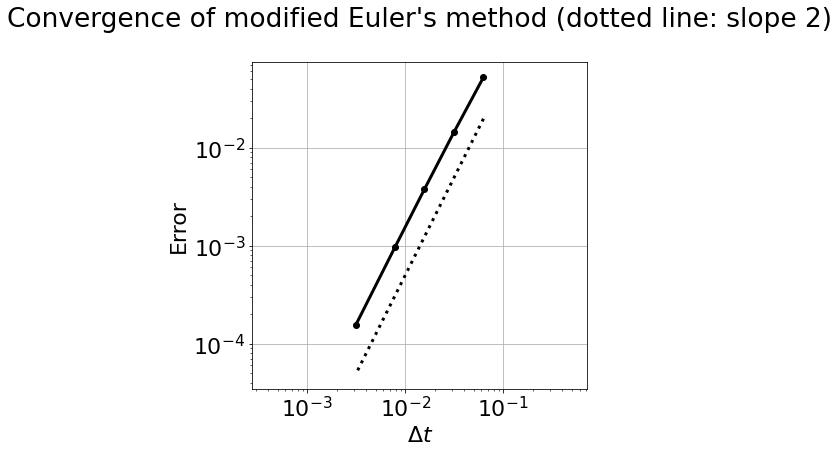 Convergence of modified Euler's method (dotted line: slope 2)
Error
10⁻²
10⁻³
10⁻⁴
10⁻³ 10⁻² 10⁻¹
Δt